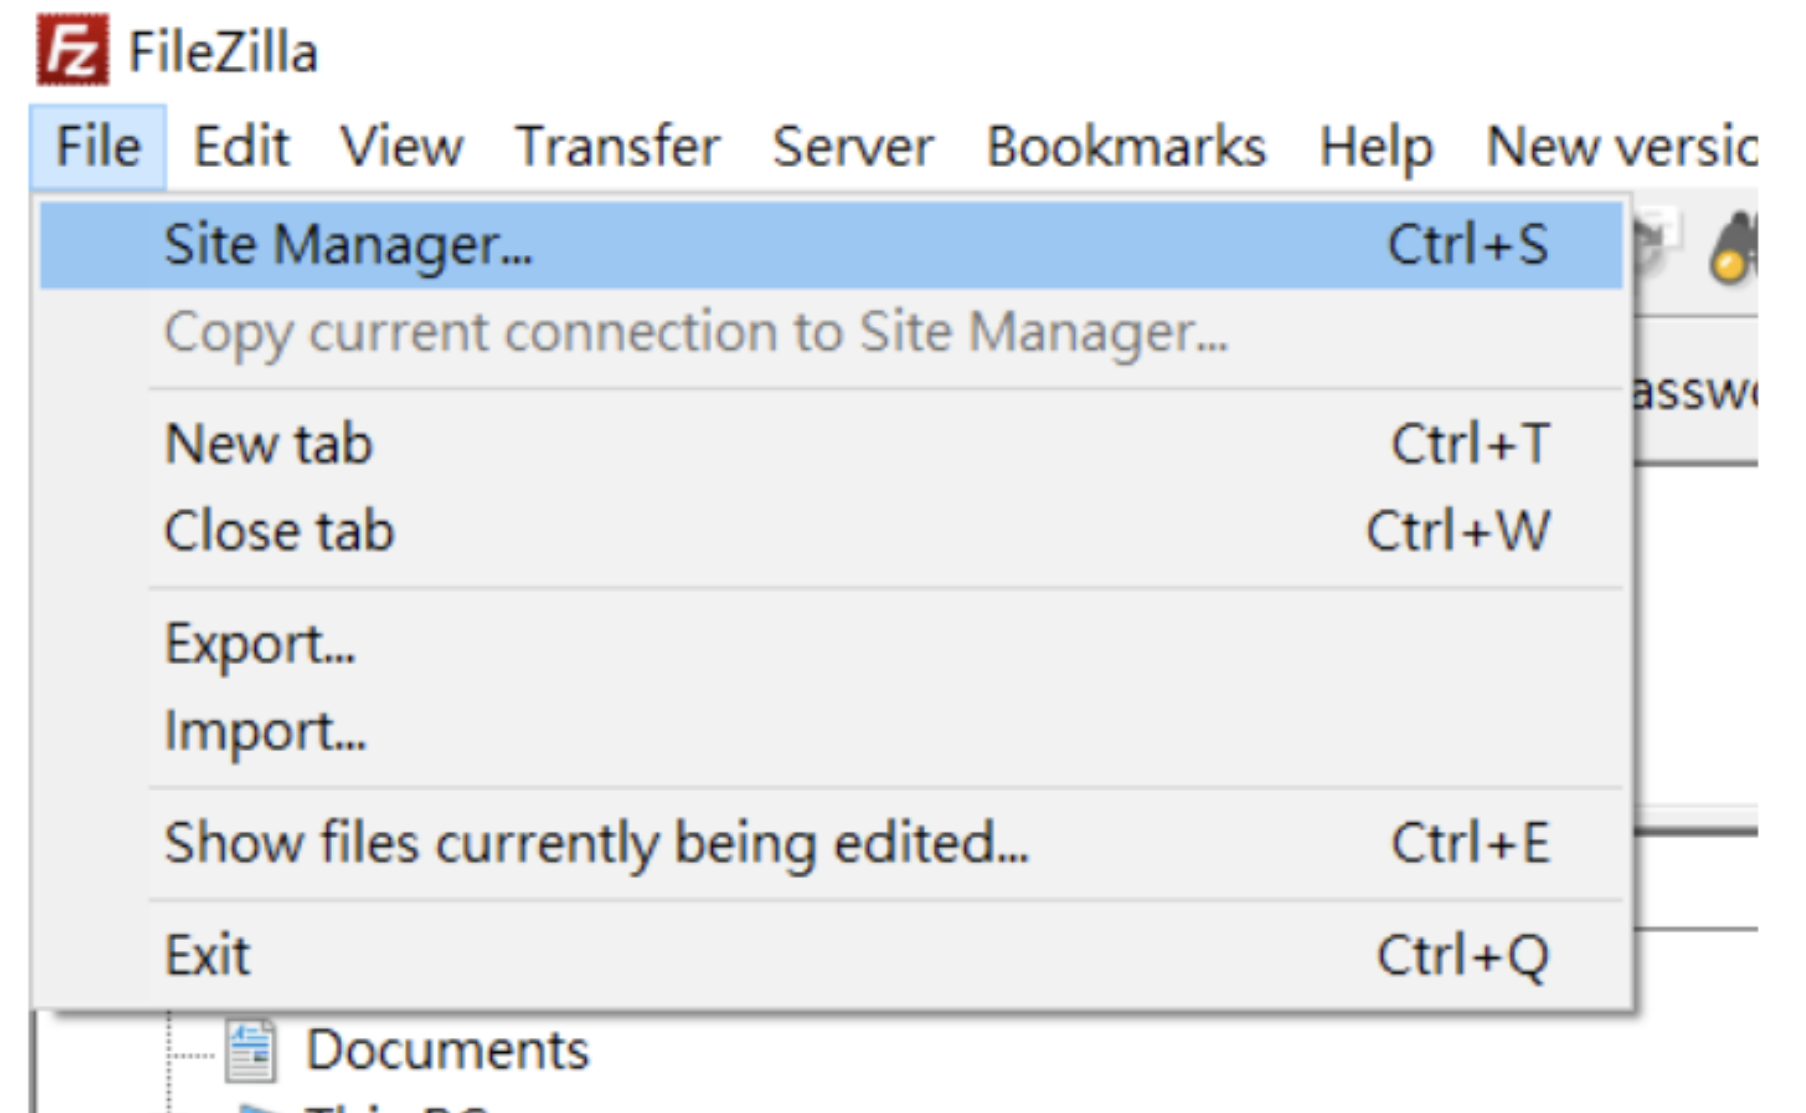 FileZilla
File Edit View Transfer Server Bookmarks Help New
Site Manager... Ctrl+S
Copy current connection to Site Manager...
New tab Ctrl+T
Close tab Ctrl+W
Export...
Import...
Show files currently being edited... Ctrl+E
Exit Ctrl+Q
Documents